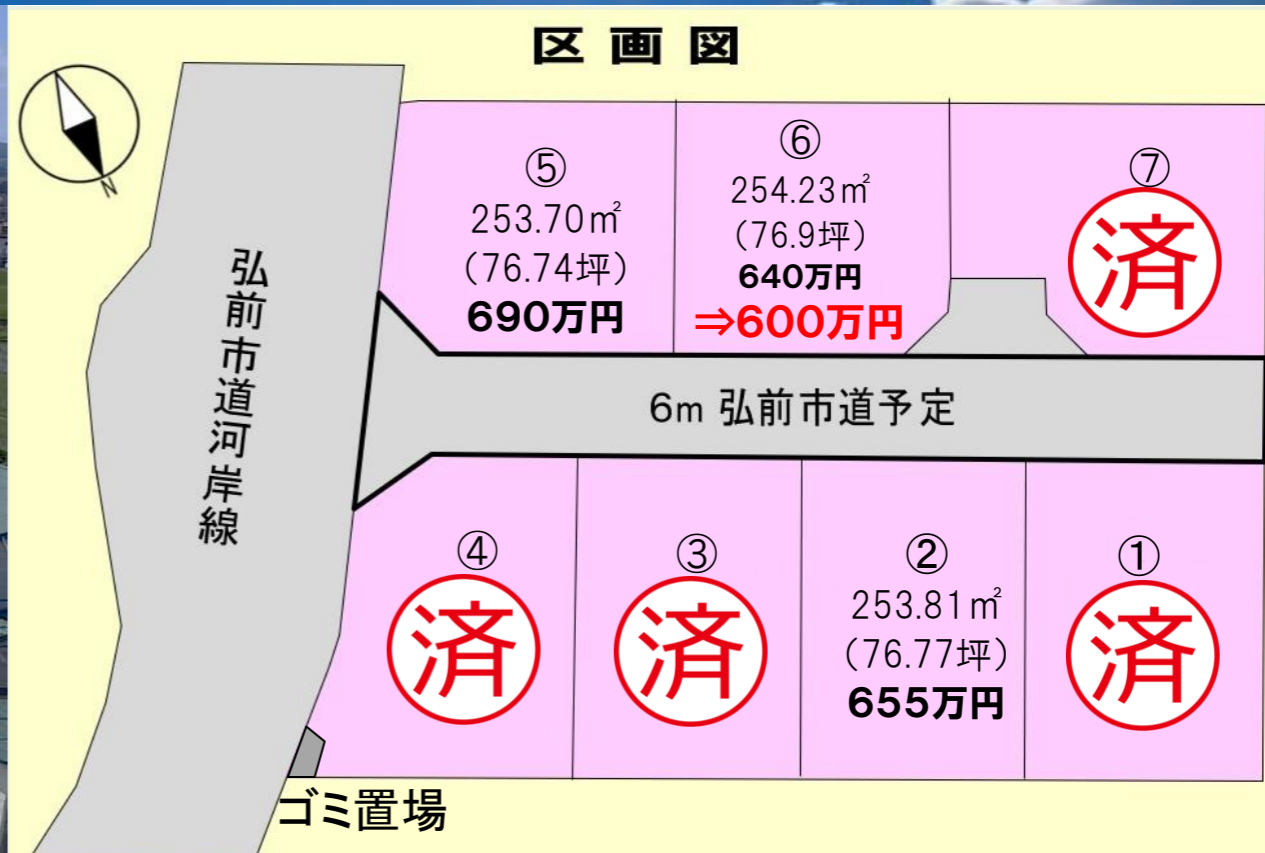 区画図
N
弘前市道河岸線
⑤
253.70㎡
(76.74坪)
690万円
⑥
254.23㎡
(76.9坪)
640万円
⇒600万円
⑦
済
6m 弘前市道予定
④
済
③
済
②
253.81㎡
(76.77坪)
655万円
①
済
ゴミ置場